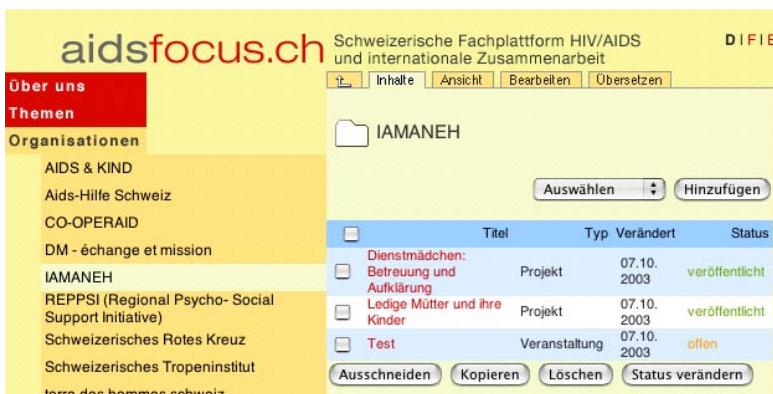 aidsfocus.ch
Schweizerische Fachplattform HIV/AIDS
und internationale Zusammenarbeit
D I F I E
Über uns
Themen
Organisationen
AIDS & KIND
Aids-Hilfe Schweiz
CO-OPERAID
DM - échange et mission
IAMANEH
REPPSI (Regional Psycho- Social
Support Initiative)
Schweizerisches Rotes Kreuz
Schweizerisches Tropeninstitut
terre des hommes schweiz
Inhalte Ansicht Bearbeiten Übersetzen
IAMANEH
Auswählen Hinzufügen
Titel Typ Verändert Status
Dienstmädchen:
Betreuung und
Aufklärung
Projekt
07.10.
2003
veröffentlicht
Ledige Mütter und ihre
Kinder
Projekt
07.10.
2003
veröffentlicht
Test
Veranstaltung
07.10.
2003
offen
Ausschneiden Kopieren Löschen Status verändern